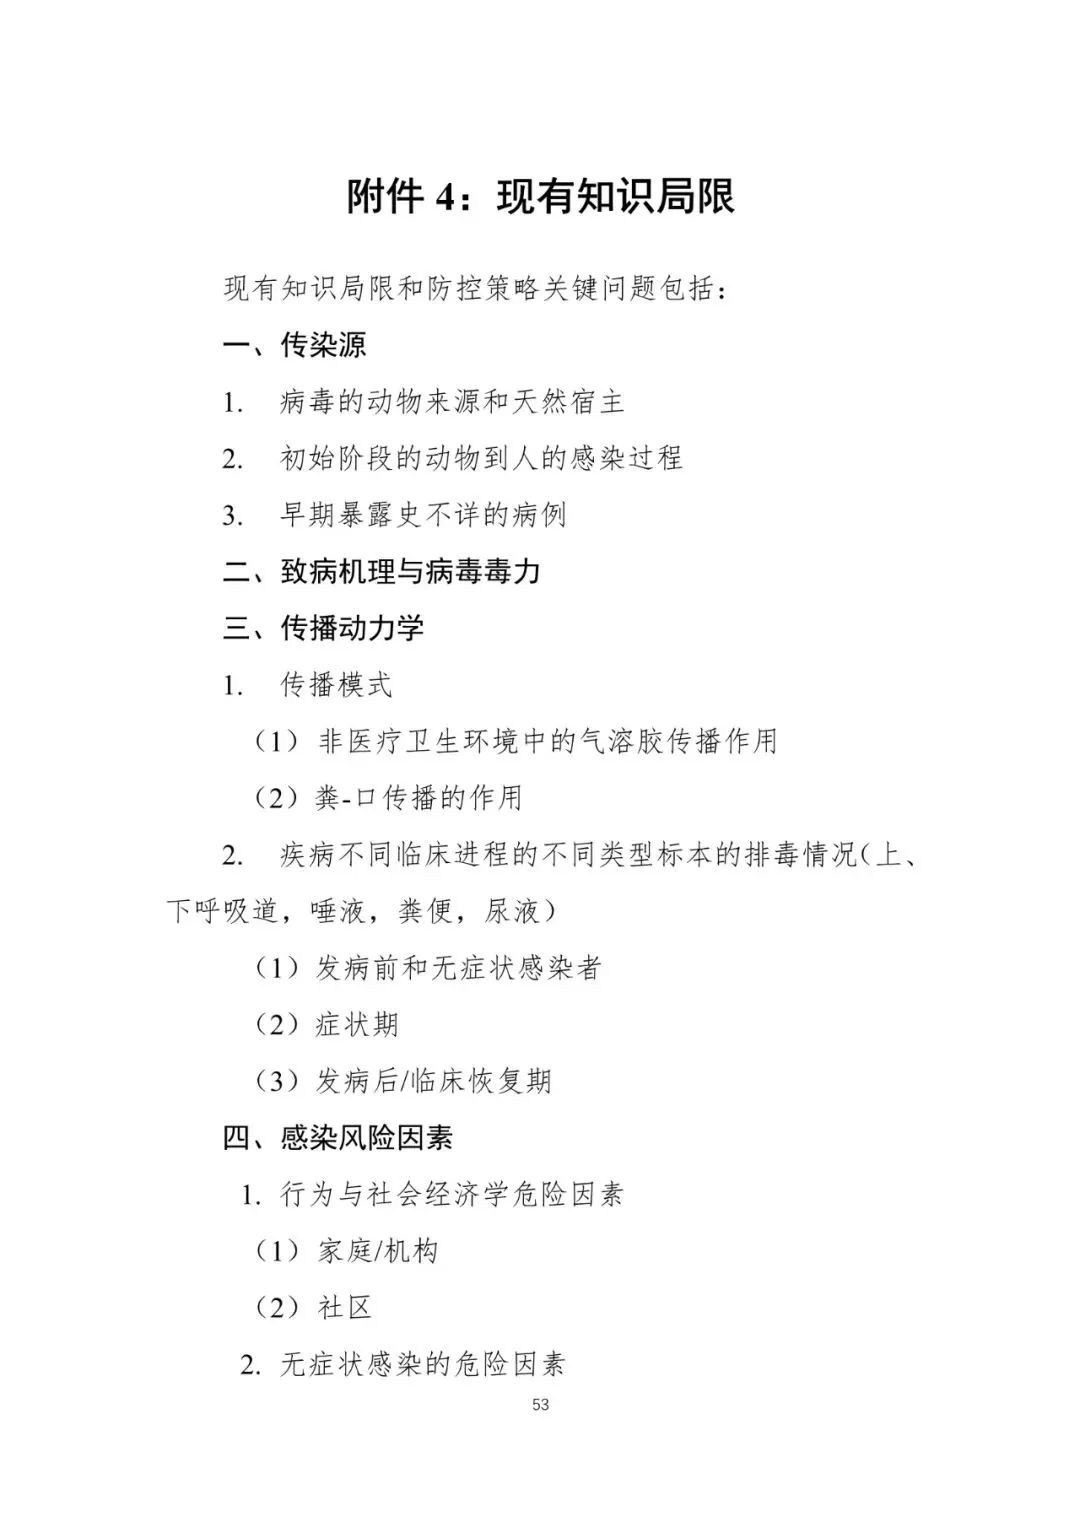 附件 4：现有知识局限
现有知识局限和防控策略关键问题包括：
一、传染源
1. 病毒的动物来源和天然宿主
2. 初始阶段的动物到人的感染过程
3. 早期暴露史不详的病例
二、致病机理与病毒毒力
三、传播动力学
1. 传播模式
（1）非医疗卫生环境中的气溶胶传播作用
（2）粪-口传播的作用
2. 疾病不同临床进程的不同类型标本的排毒情况（上、
下呼吸道，唾液，粪便，尿液）
（1）发病前和无症状感染者
（2）症状期
（3）发病后/临床恢复期
四、感染风险因素
1. 行为与社会经济学危险因素
（1）家庭/机构
（2）社区
2. 无症状感染的危险因素
53